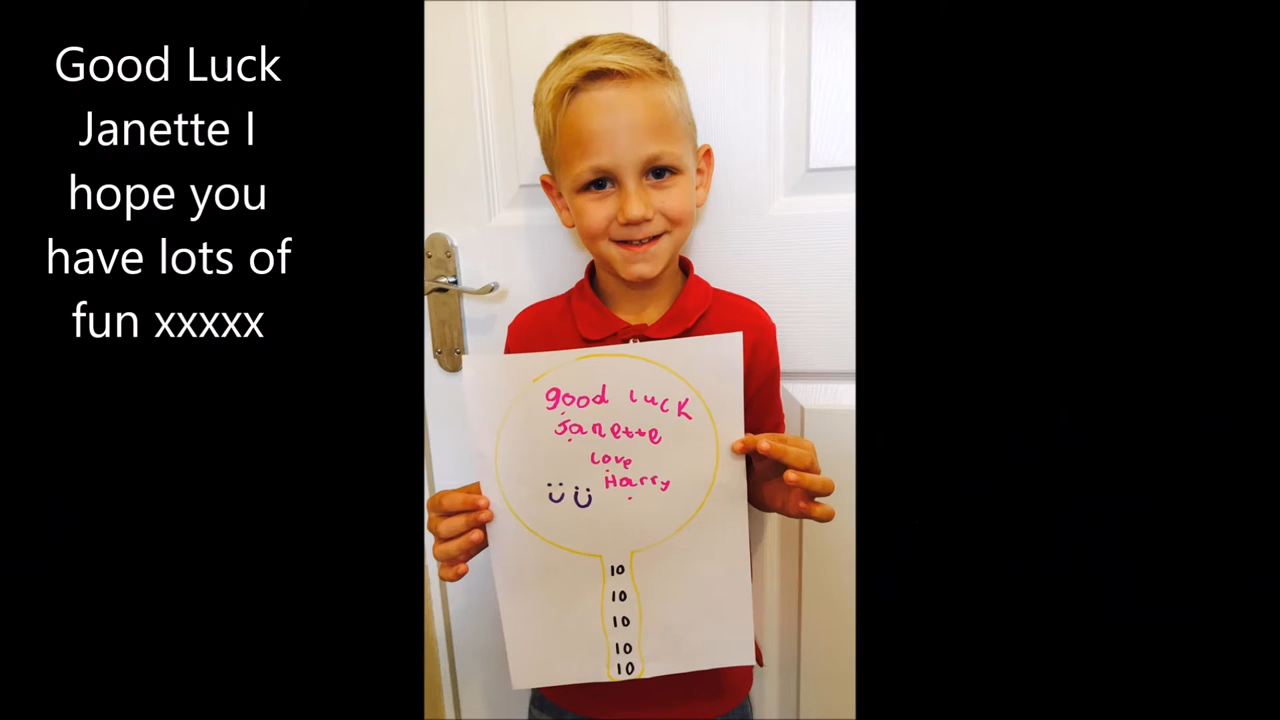 Good Luck
Janette I
hope you
have lots of
fun xxxxx
good luck
Janette
love
Harry
10
10
10
10
10